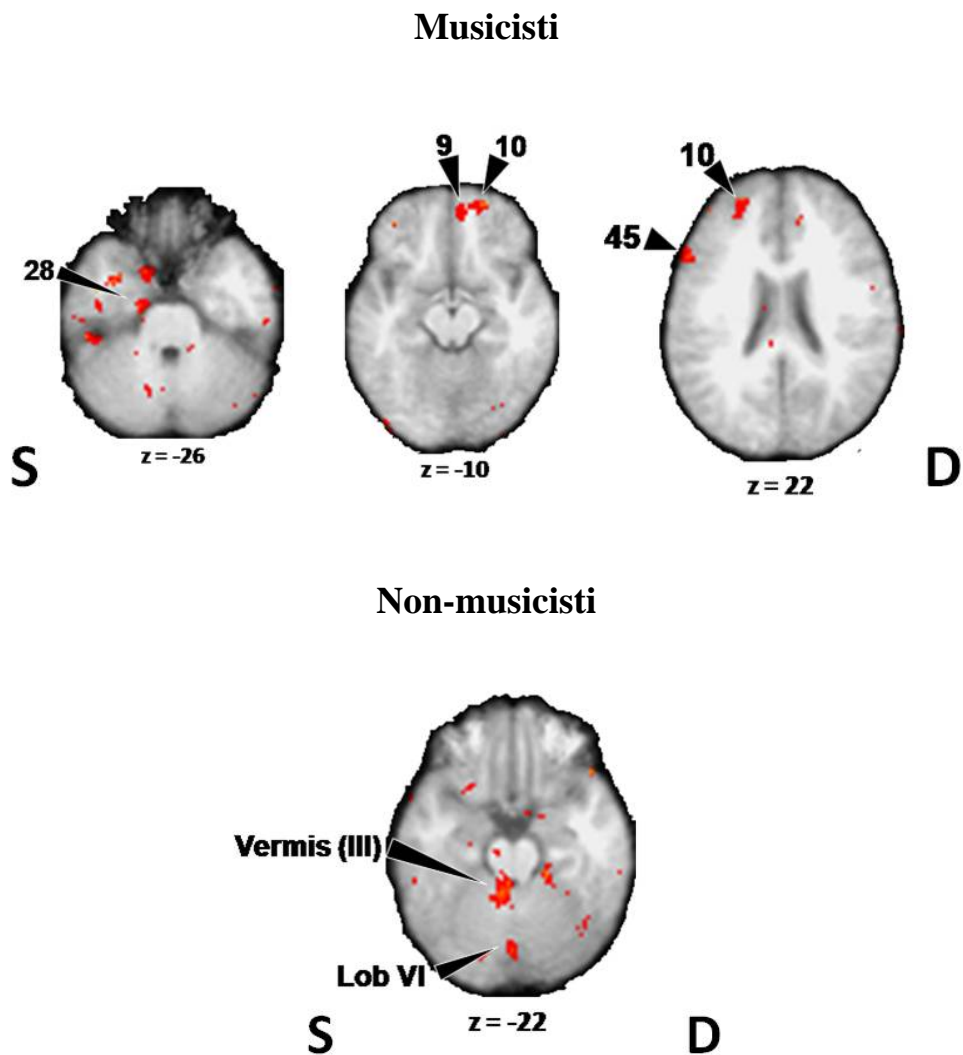 Musicisti
9 10
10
45
28
z = -26
z = -10
z = 22
S
D
Non-musicisti
Vermis (III)
Lob VI
z = -22
S
D